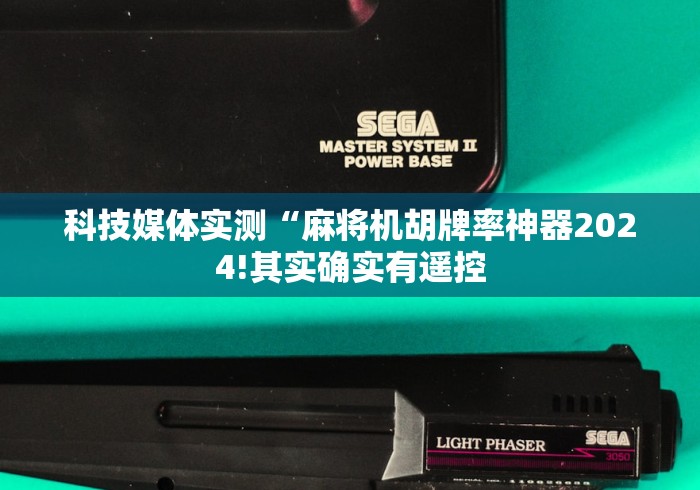 SEGA
MASTER SYSTEM II
POWER BASE
科技媒体实测“麻将机胡牌率神器202
4!其实确实有遥控
LIGHT PHASER
SEGA
3050